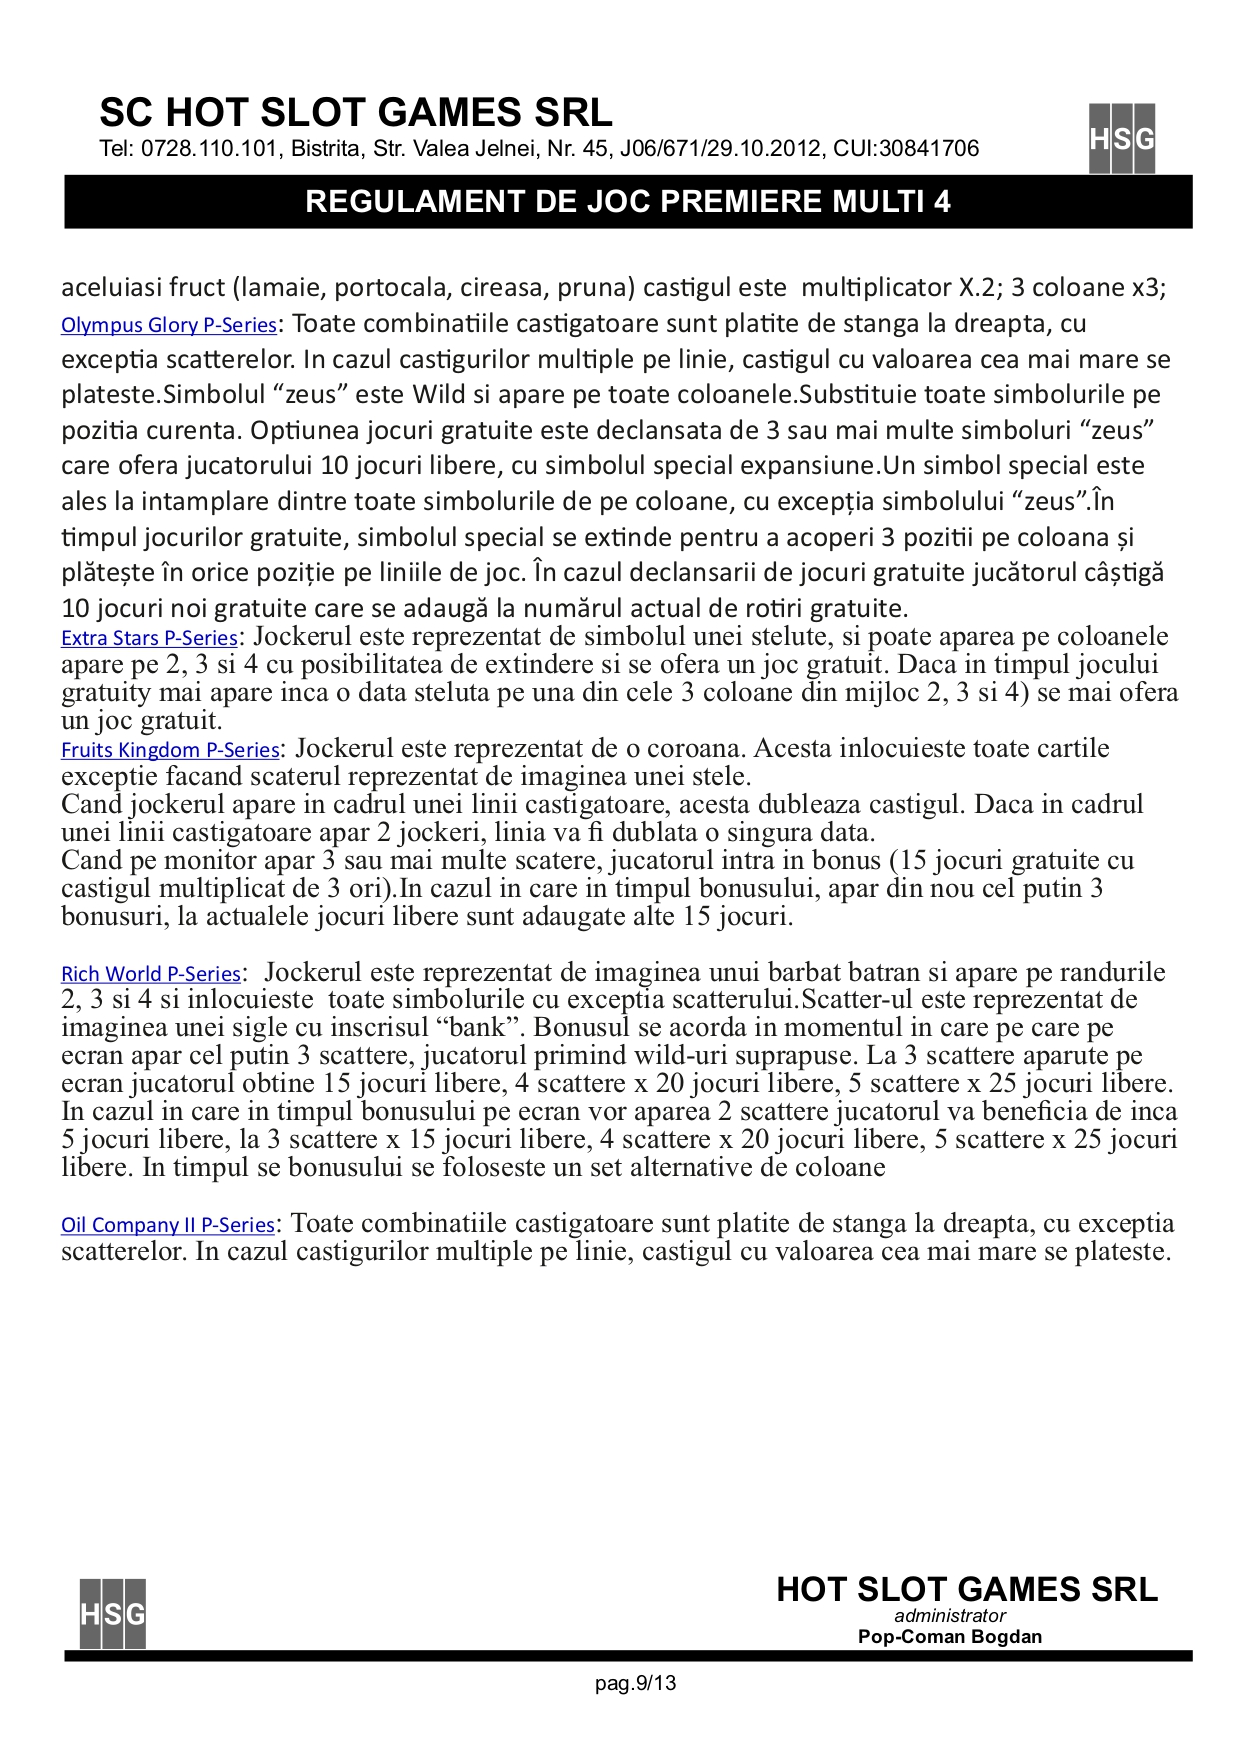 SC HOT SLOT GAMES SRL
Tel: 0728.110.101, Bistrita, Str. Valea Jelnei, Nr. 45, J06/671/29.10.2012, CUI:30841706
HSG
REGULAMENT DE JOC PREMIERE MULTI 4
aceluiasi fruct (lamaie, portocala, cireasa, pruna) castigul este  multiplicator X.2; 3 coloane x3;
Olympus Glory P-Series: Toate combinatiile castigatoare sunt platite de stanga la dreapta, cu
exceptia scatterelor. In cazul castigurilor multiple pe linie, castigul cu valoarea cea mai mare se
plateste.Simbolul “zeus” este Wild si apare pe toate coloanele.Substituie toate simbolurile pe
pozitia curenta. Optiunea jocuri gratuite este declansata de 3 sau mai multe simboluri “zeus”
care ofera jucatorului 10 jocuri libere, cu simbolul special expansiune.Un simbol special este
ales la intamplare dintre toate simbolurile de pe coloane, cu excepția simbolului “zeus”.În
timpul jocurilor gratuite, simbolul special se extinde pentru a acoperi 3 pozitii pe coloana și
plătește în orice poziție pe liniile de joc. În cazul declansarii de jocuri gratuite jucătorul câștigă
10 jocuri noi gratuite care se adaugă la numărul actual de rotiri gratuite.
Extra Stars P-Series: Jockerul este reprezentat de simbolul unei stelute, si poate aparea pe coloanele
apare pe 2, 3 si 4 cu posibilitatea de extindere si se ofera un joc gratuit. Daca in timpul jocului
gratuity mai apare inca o data steluta pe una din cele 3 coloane din mijloc 2, 3 si 4) se mai ofera
un joc gratuit.
Fruits Kingdom P-Series: Jockerul este reprezentat de o coroana. Acesta inlocuieste toate cartile
exceptie facand scaterul reprezentat de imaginea unei stele.
Cand jockerul apare in cadrul unei linii castigatoare, acesta dubleaza castigul. Daca in cadrul
unei linii castigatoare apar 2 jockeri, linia va fi dublata o singura data.
Cand pe monitor apar 3 sau mai multe scatere, jucatorul intra in bonus (15 jocuri gratuite cu
castigul multiplicat de 3 ori).In cazul in care in timpul bonusului, apar din nou cel putin 3
bonusuri, la actualele jocuri libere sunt adaugate alte 15 jocuri.
Rich World P-Series:  Jockerul este reprezentat de imaginea unui barbat batran si apare pe randurile
2, 3 si 4 si inlocuieste  toate simbolurile cu exceptia scatterului.Scatter-ul este reprezentat de
imaginea unei sigle cu inscrisul “bank”. Bonusul se acorda in momentul in care pe care pe
ecran apar cel putin 3 scattere, jucatorul primind wild-uri suprapuse. La 3 scattere aparute pe
ecran jucatorul obtine 15 jocuri libere, 4 scattere x 20 jocuri libere, 5 scattere x 25 jocuri libere.
In cazul in care in timpul bonusului pe ecran vor aparea 2 scattere jucatorul va beneficia de inca
5 jocuri libere, la 3 scattere x 15 jocuri libere, 4 scattere x 20 jocuri libere, 5 scattere x 25 jocuri
libere. In timpul se bonusului se foloseste un set alternative de coloane
Oil Company II P-Series: Toate combinatiile castigatoare sunt platite de stanga la dreapta, cu exceptia
scatterelor. In cazul castigurilor multiple pe linie, castigul cu valoarea cea mai mare se plateste.
HSG
HOT SLOT GAMES SRL
administrator
Pop-Coman Bogdan
pag.9/13